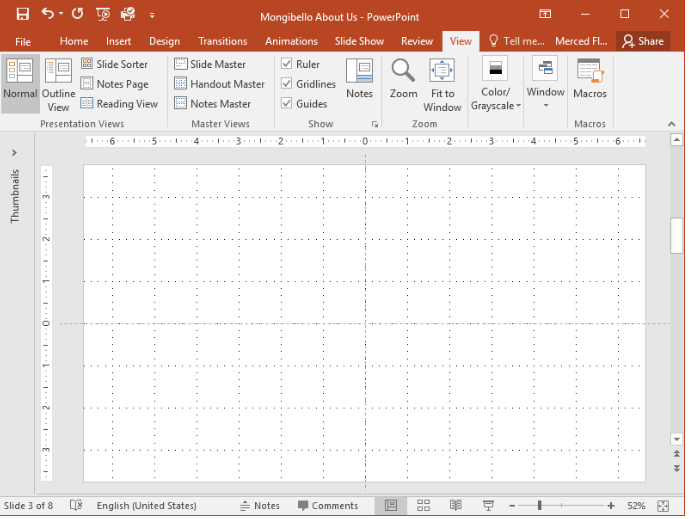 Mongibello About Us - PowerPoint
File Home Insert Design Transitions Animations Slide Show Review View Tell me... Merced Fl... Share
Normal
Outline View
Slide Sorter
Notes Page
Reading View
Presentation Views
Slide Master
Handout Master
Notes Master
Master Views
Ruler
Gridlines
Guides
Show
Notes
Zoom
Fit to Window
Zoom
Color/ Grayscale
Window
Macros
Macros
6 5 4 3 2 1 0 1 2 3 4 5 6
Thumbnails
3
2
1
0
1
2
3
Slide 3 of 8 English (United States) Notes Comments 52%